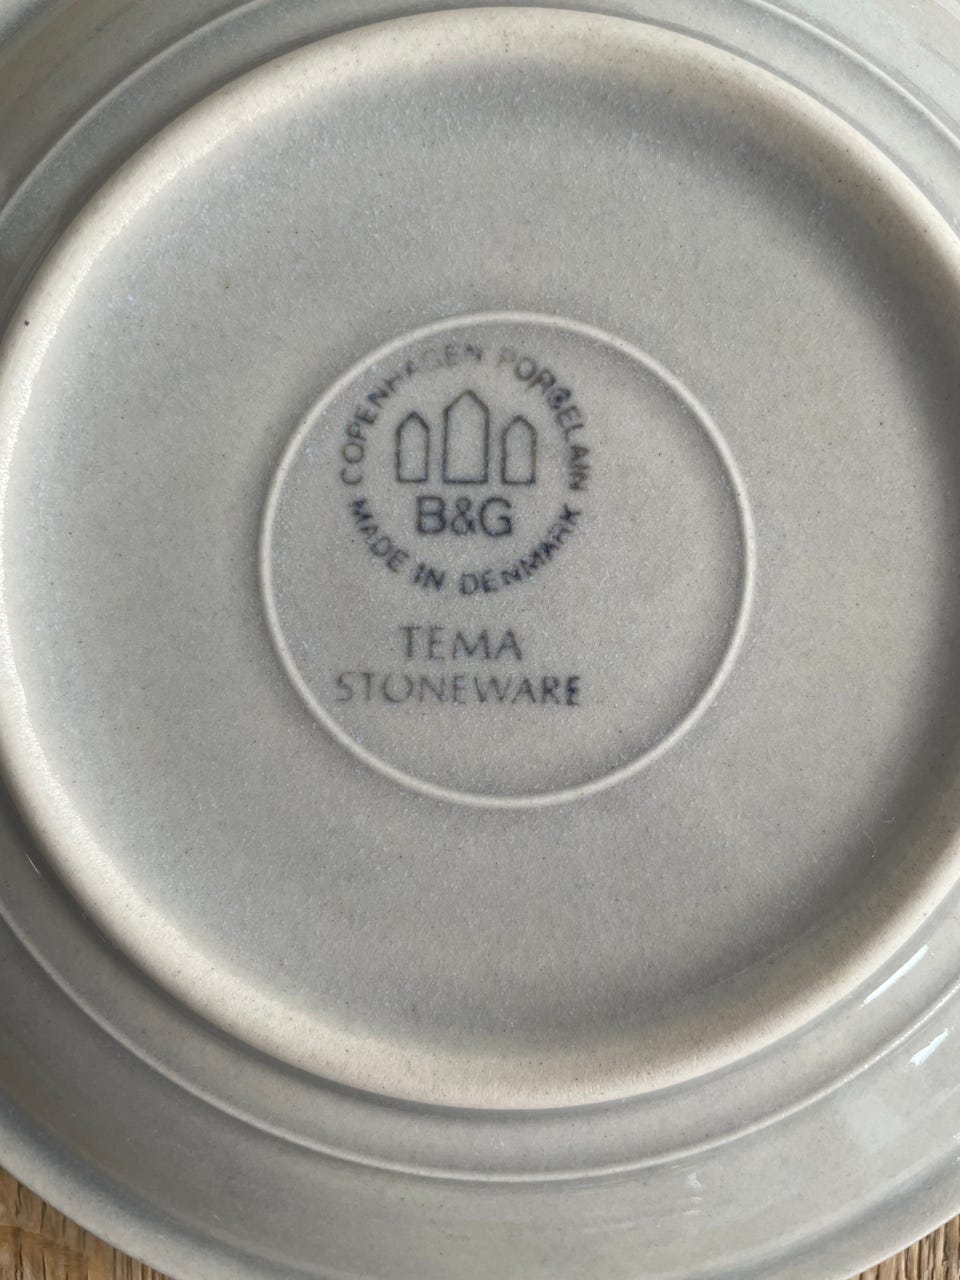 COPENHAGEN PORCELAIN
B&G
MADE IN DENMARK
TEMA
STONEWARE